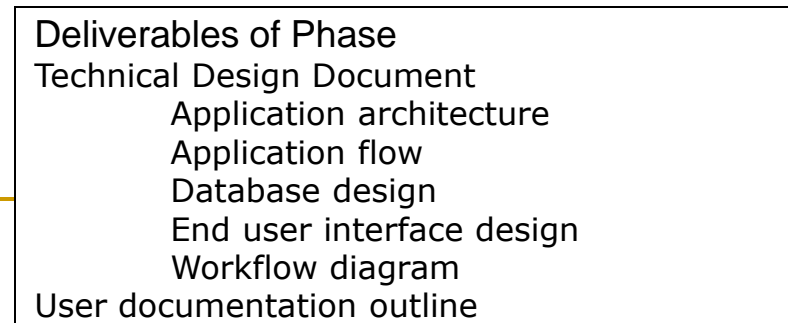 Deliverables of Phase
Technical Design Document
Application architecture
Application flow
Database design
End user interface design
Workflow diagram
User documentation outline